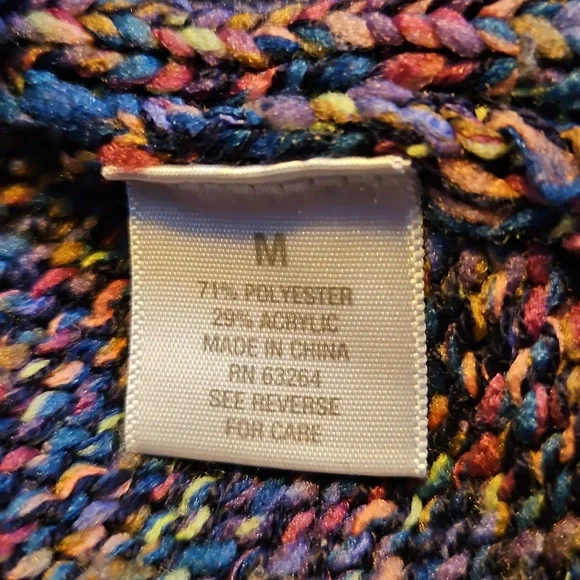 M
71% POLYESTER
29% ACRYLIC
MADE IN CHINA
RN 63264
SEE REVERSE
FOR CARE